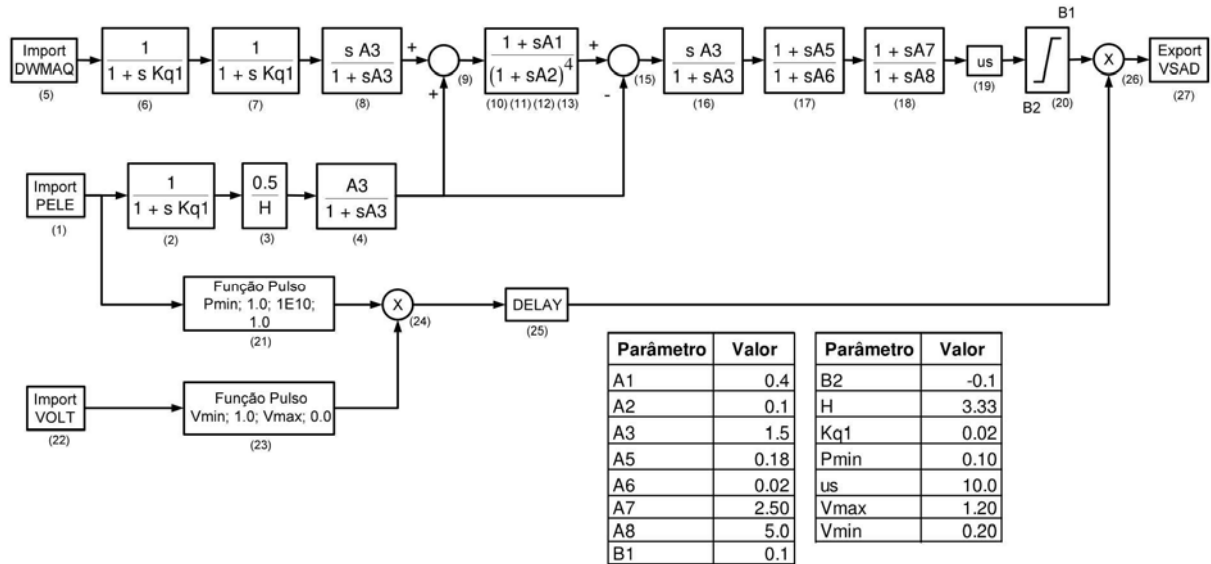 Import
DWMAQ
(5)
1
1 + s Kq1
(6)
1
1 + s Kq1
(7)
s A3
1 + sA3
(8)
+
+
(9)
1 + sA1
(1 + sA2)^4
(10) (11) (12) (13)
+
-
(15)
s A3
1 + sA3
(16)
1 + sA5
1 + sA6
(17)
1 + sA7
1 + sA8
(18)
us
(19)
B1
B2
(20)
X
(26)
Export
VSAD
(27)
Import
PELE
(1)
1
1 + s Kq1
(2)
0.5
H
(3)
A3
1 + sA3
(4)
Função Pulso
Pmin; 1.0; 1E10;
1.0
(21)
X
(24)
DELAY
(25)
Import
VOLT
(22)
Função Pulso
Vmin; 1.0; Vmax; 0.0
(23)
Parâmetro Valor
A1 0.4
A2 0.1
A3 1.5
A5 0.18
A6 0.02
A7 2.50
A8 5.0
B1 0.1
Parâmetro Valor
B2 -0.1
H 3.33
Kq1 0.02
Pmin 0.10
us 10.0
Vmax 1.20
Vmin 0.20